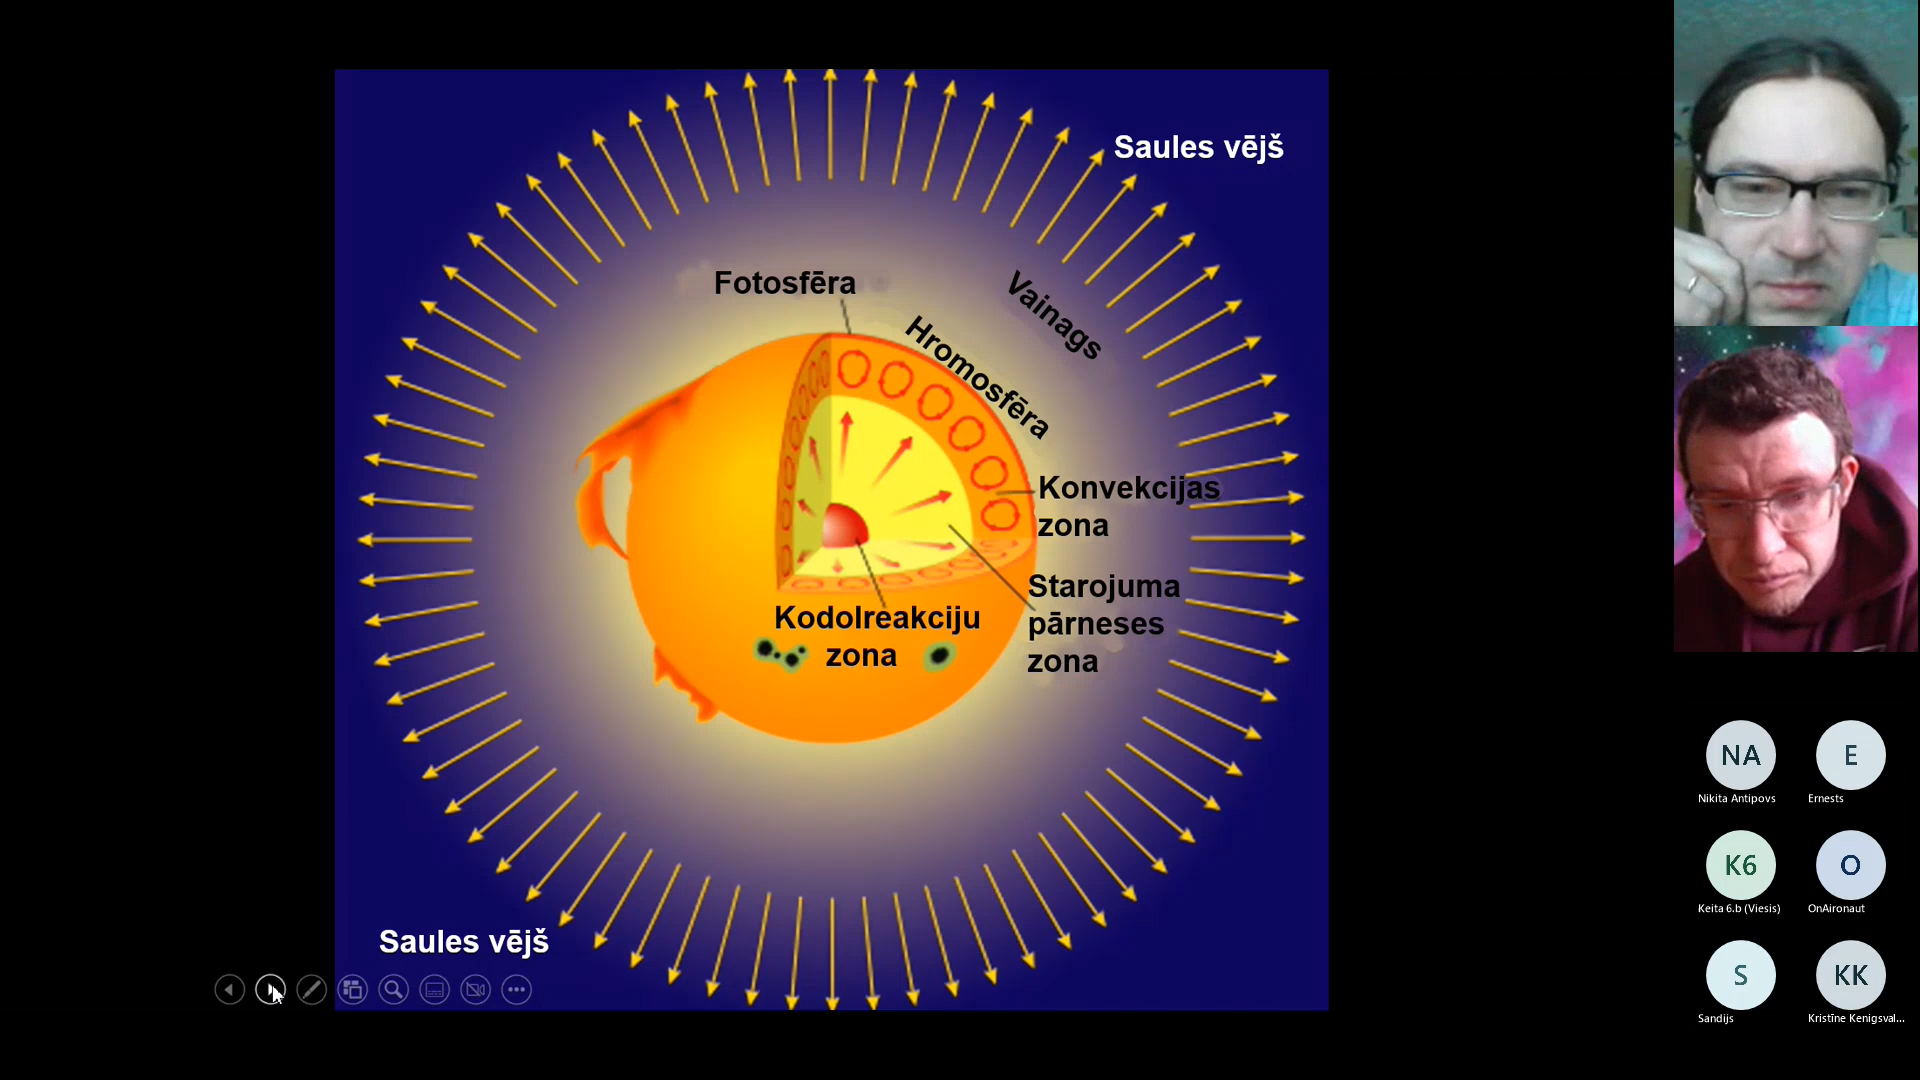 Saules vējš
Fotosfēra
Vainags
Hromosfēra
Konvekcijas
zona
Starojuma
pārneses
zona
Kodolreakciju
zona
Saules vējš
NA
Nikita Antipovs
E
Ernests
K6
Keita 6.b (Viesis)
O
OnAironaut
S
Sandijs
KK
Kristīne Kenigsval...